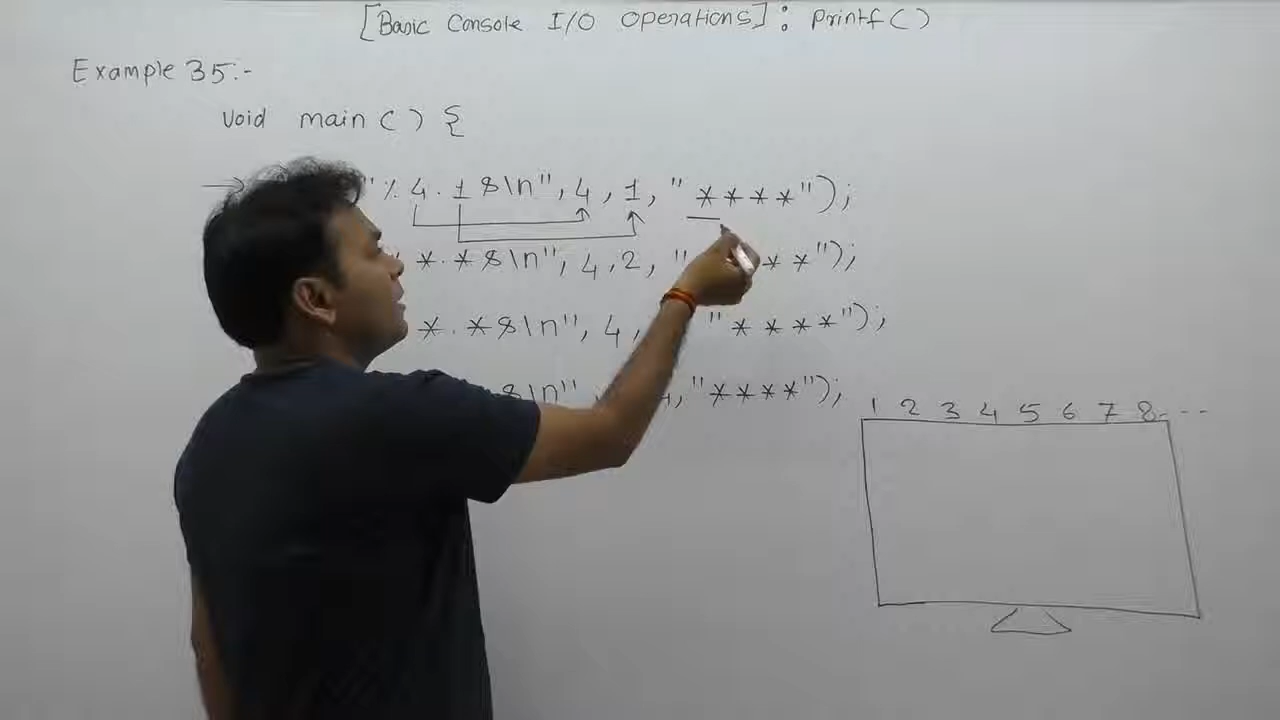 [Basic Console I/O Operations] : printf()
Example 35:-
void main() {
"% 4.1s\n", 4, 1, "****");
*.*s\n", 4, 2, " **");
*.*s\n", 4, "****");
s\n" 4, "****");
1 2 3 4 5 6 7 8- - -